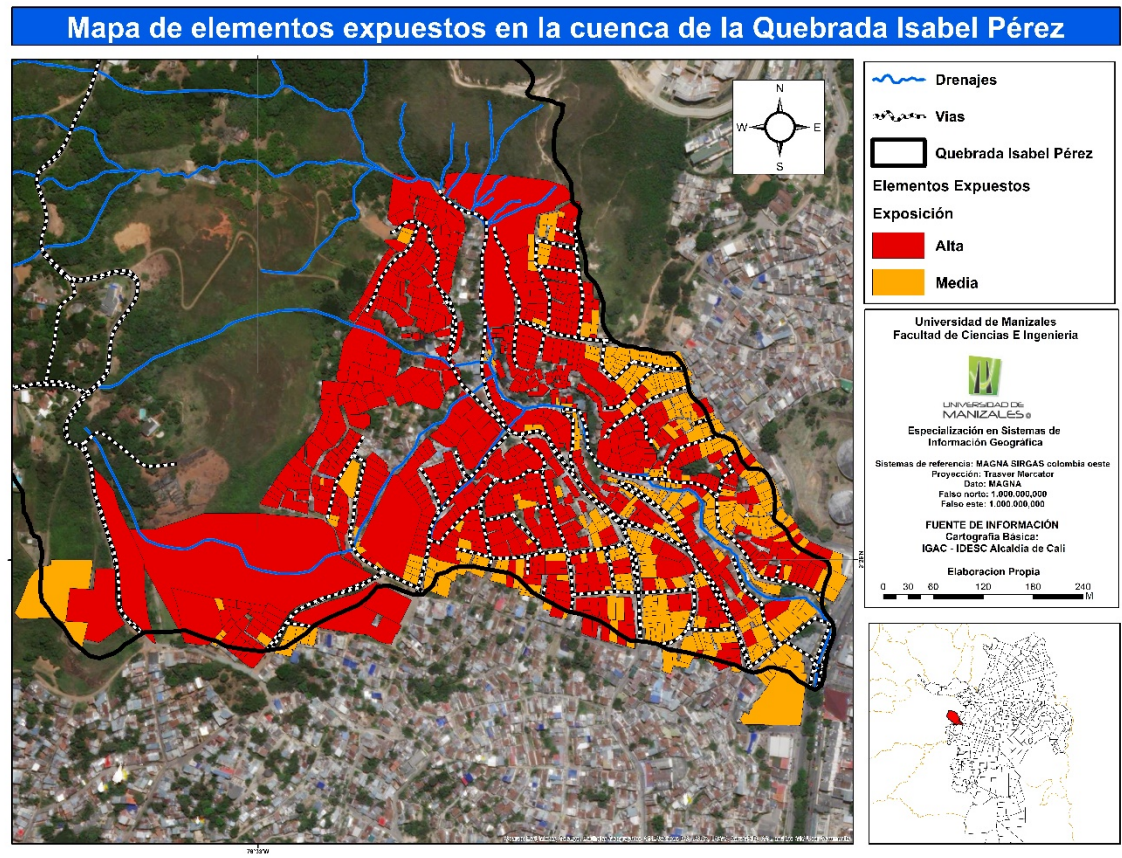 Mapa de elementos expuestos en la cuenca de la Quebrada Isabel Pérez
N
W
E
S
Drenajes
Vias
Quebrada Isabel Pérez
Elementos Expuestos
Exposición
Alta
Media
Universidad de Manizales
Facultad de Ciencias E Ingenieria
UNIVERSIDAD DE
MANIZALES
Especialización en Sistemas de
Información Geográfica
Sistemas de referencia: MAGNA SIRGAS colombia oeste
Proyección: Trasver Mercator
Dato: MAGNA
Falso norte: 1.000.000,000
Falso este: 1.000.000,000
FUENTE DE INFORMACIÓN
Cartografia Básica:
IGAC - IDESC Alcaldia de Cali
Elaboracion Propia
0 30 60 120 180 240
M